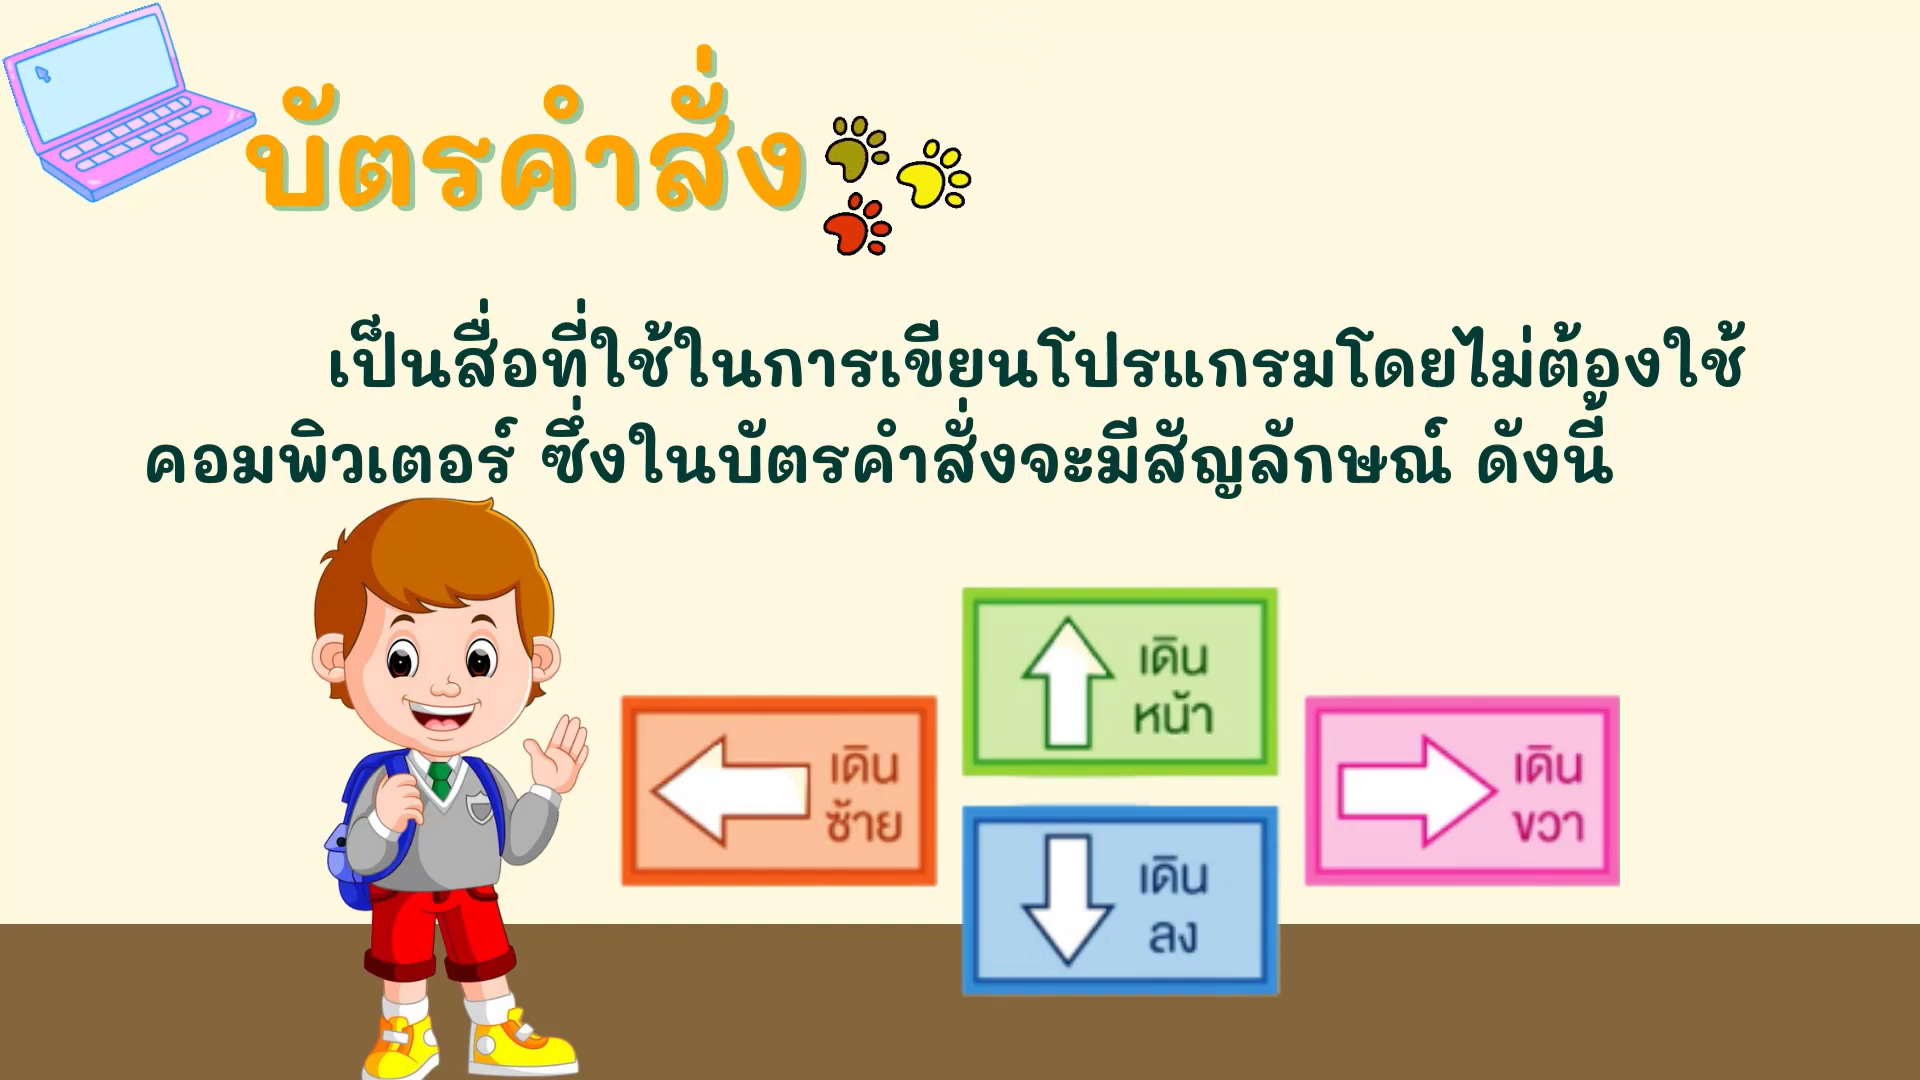 บัตรคำสั่ง
เป็นสื่อที่ใช้ในการเขียนโปรแกรมโดยไม่ต้องใช้
คอมพิวเตอร์ ซึ่งในบัตรคำสั่งจะมีสัญลักษณ์ ดังนี้
เดิน
หน้า
เดิน
ซ้าย
เดิน
ขวา
เดิน
ลง